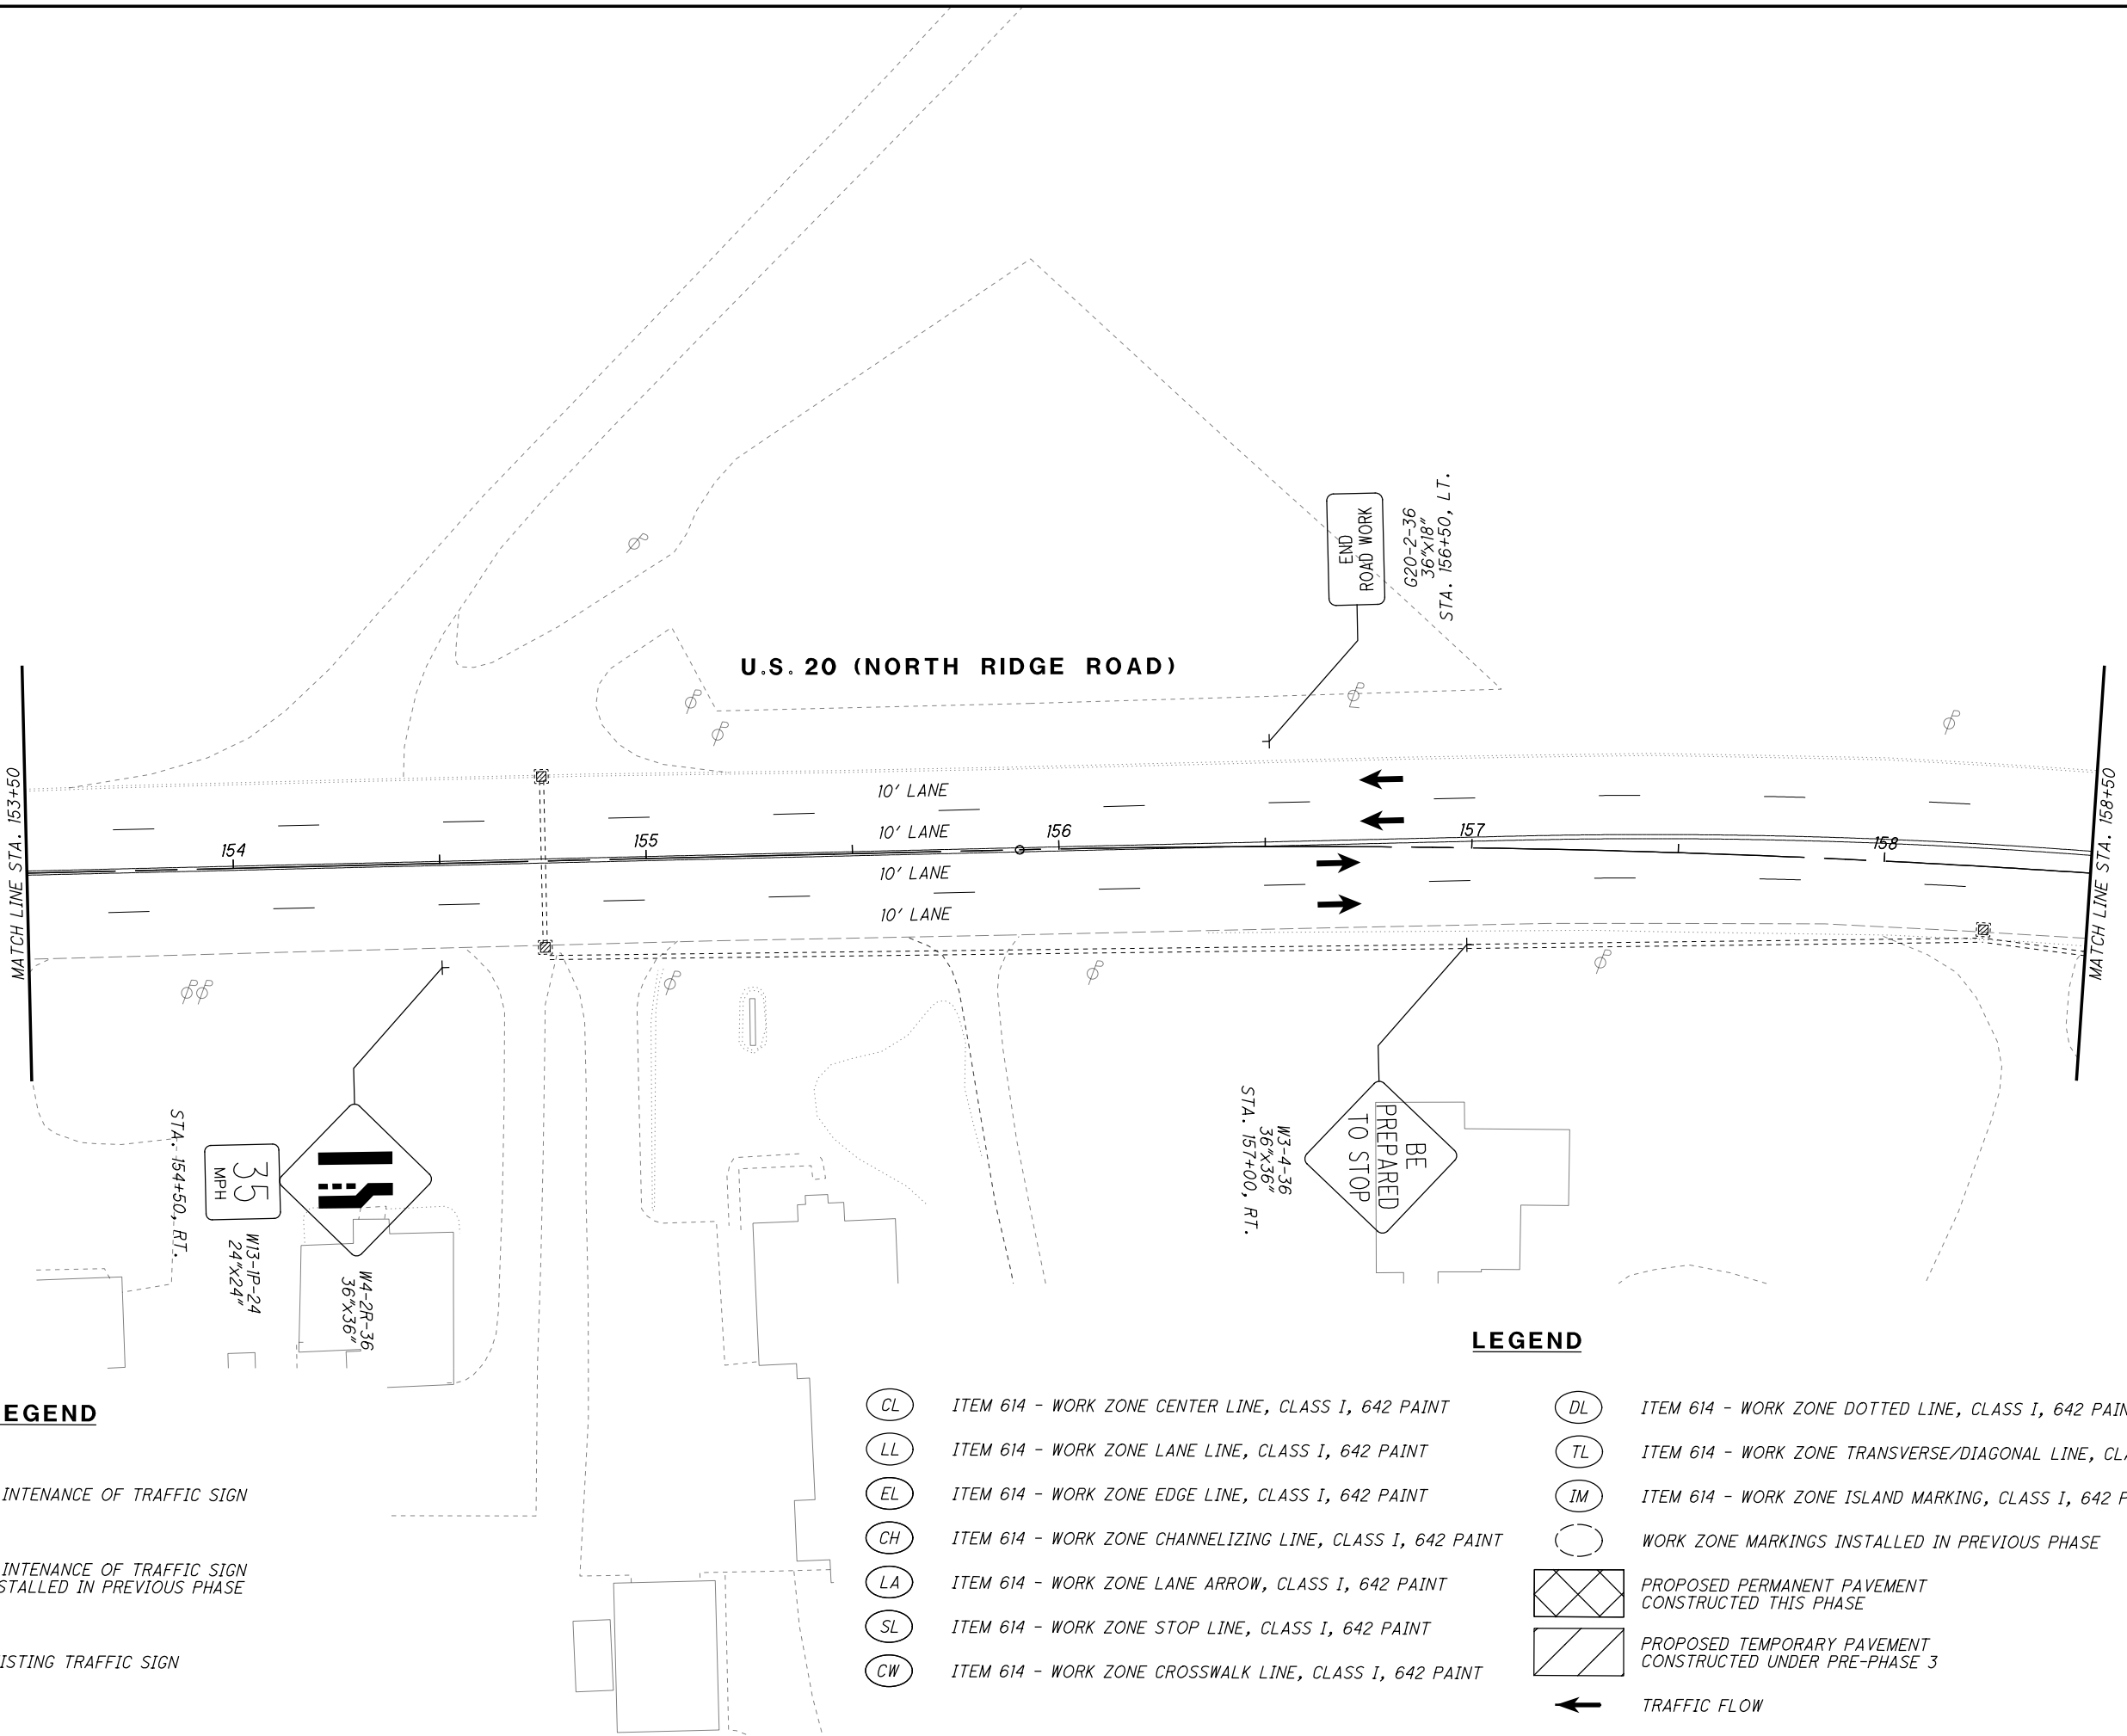 END
ROAD WORK
G20-2-36
36"x18"
STA. 156+50, LT.
U.S. 20 (NORTH RIDGE ROAD)
MATCH LINE STA. 153+50
MATCH LINE STA. 158+50
10' LANE
10' LANE
154
155
156
157
158
10' LANE
10' LANE
BE
PREPARED
TO STOP
W3-4-36
36"x36"
STA. 157+00, RT.
35
MPH
STA. 154+50, RT.
W13-1P-24
24"x24"
W4-2R-36
36"x36"
LEGEND
EGEND
INTENANCE OF TRAFFIC SIGN
INTENANCE OF TRAFFIC SIGN
STALLED IN PREVIOUS PHASE
ISTING TRAFFIC SIGN
CL ITEM 614 - WORK ZONE CENTER LINE, CLASS I, 642 PAINT
LL ITEM 614 - WORK ZONE LANE LINE, CLASS I, 642 PAINT
EL ITEM 614 - WORK ZONE EDGE LINE, CLASS I, 642 PAINT
CH ITEM 614 - WORK ZONE CHANNELIZING LINE, CLASS I, 642 PAINT
LA ITEM 614 - WORK ZONE LANE ARROW, CLASS I, 642 PAINT
SL ITEM 614 - WORK ZONE STOP LINE, CLASS I, 642 PAINT
CW ITEM 614 - WORK ZONE CROSSWALK LINE, CLASS I, 642 PAINT
DL ITEM 614 - WORK ZONE DOTTED LINE, CLASS I, 642 PAIN
TL ITEM 614 - WORK ZONE TRANSVERSE/DIAGONAL LINE, CLA
IM ITEM 614 - WORK ZONE ISLAND MARKING, CLASS I, 642 P
WORK ZONE MARKINGS INSTALLED IN PREVIOUS PHASE
PROPOSED PERMANENT PAVEMENT
CONSTRUCTED THIS PHASE
PROPOSED TEMPORARY PAVEMENT
CONSTRUCTED UNDER PRE-PHASE 3
TRAFFIC FLOW